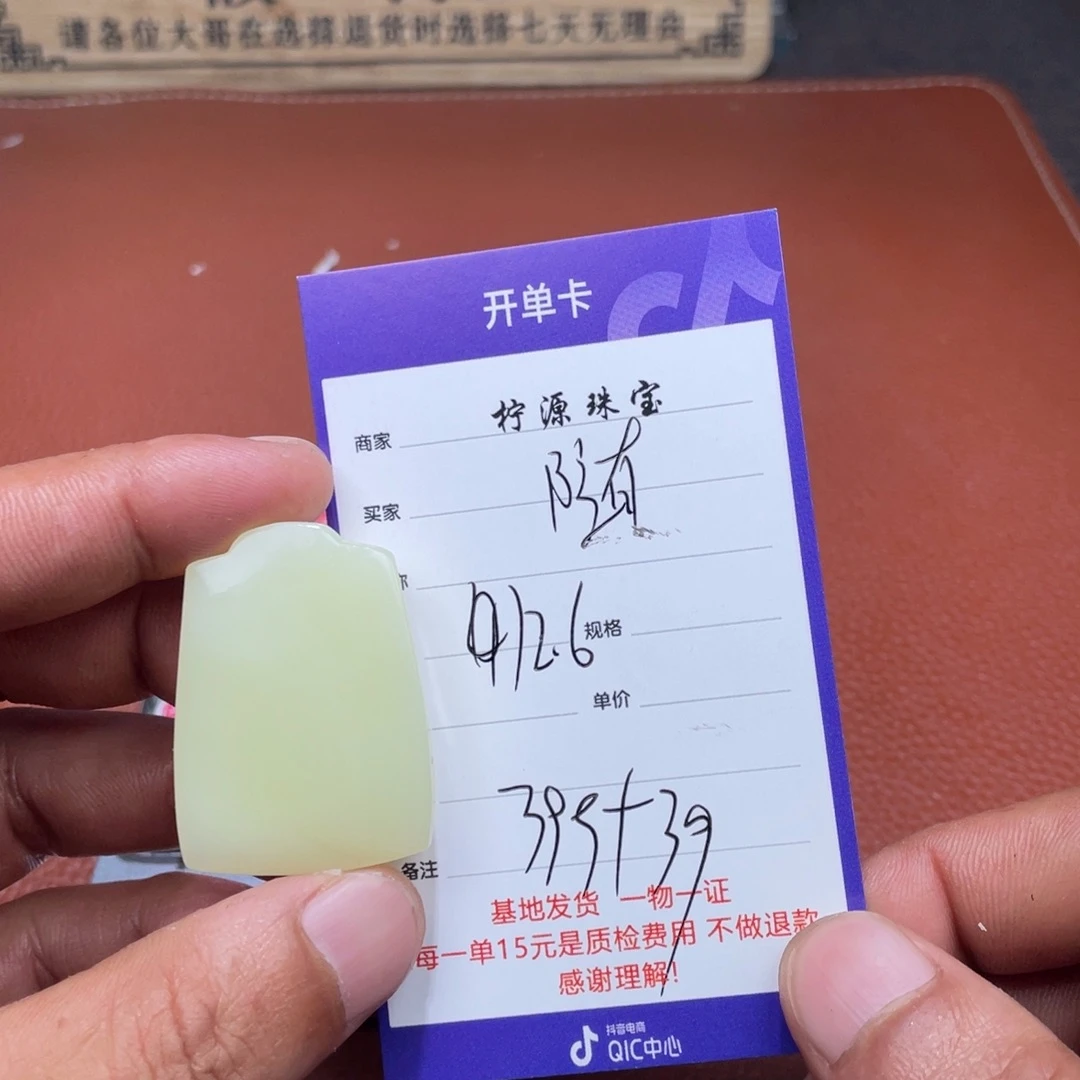 请各位大哥在选择退货时选择七天无理由
开单卡
商家 柠源珠宝
买家 随
规格
单价
395+39
备注
基地发货 一物一证
每一单15元是质检费用 不做退款
感谢理解!
抖音电商
QIC中心